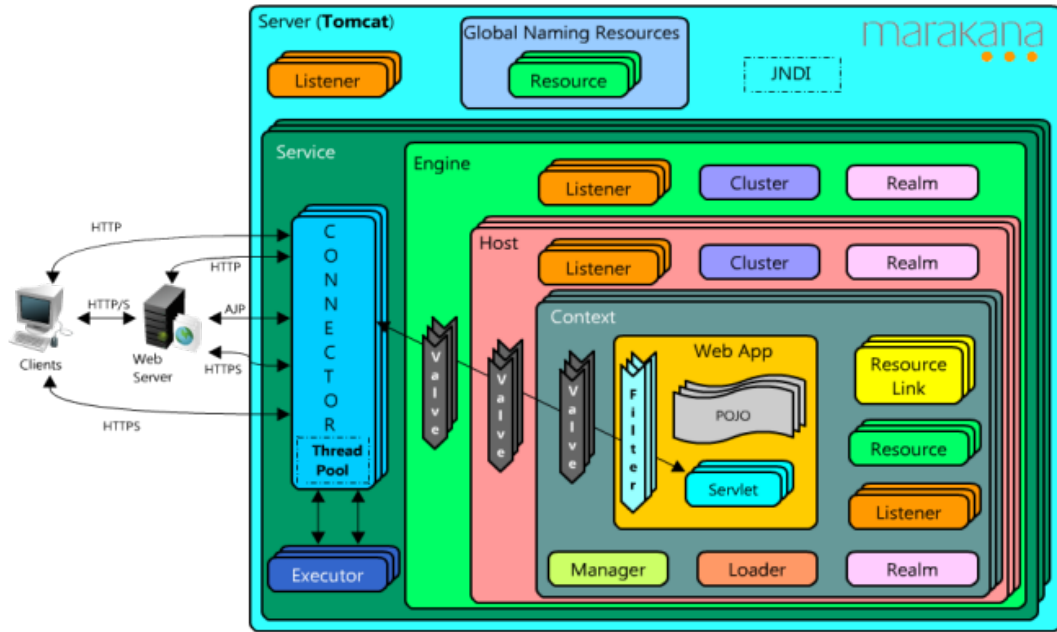 Server (Tomcat)
Global Naming Resources
marakana
Listener
Resource
JNDI
Service
Engine
Listener
Cluster
Realm
Host
Listener
Cluster
Realm
Context
Web App
POJO
Servlet
Resource
Link
Resource
Listener
Manager
Loader
Realm
CONNECTOR
Thread
Pool
Executor
Valve
Valve
Valve
Filter
HTTP
HTTP
HTTP/S
AJP
HTTPS
HTTPS
Clients
Web
Server